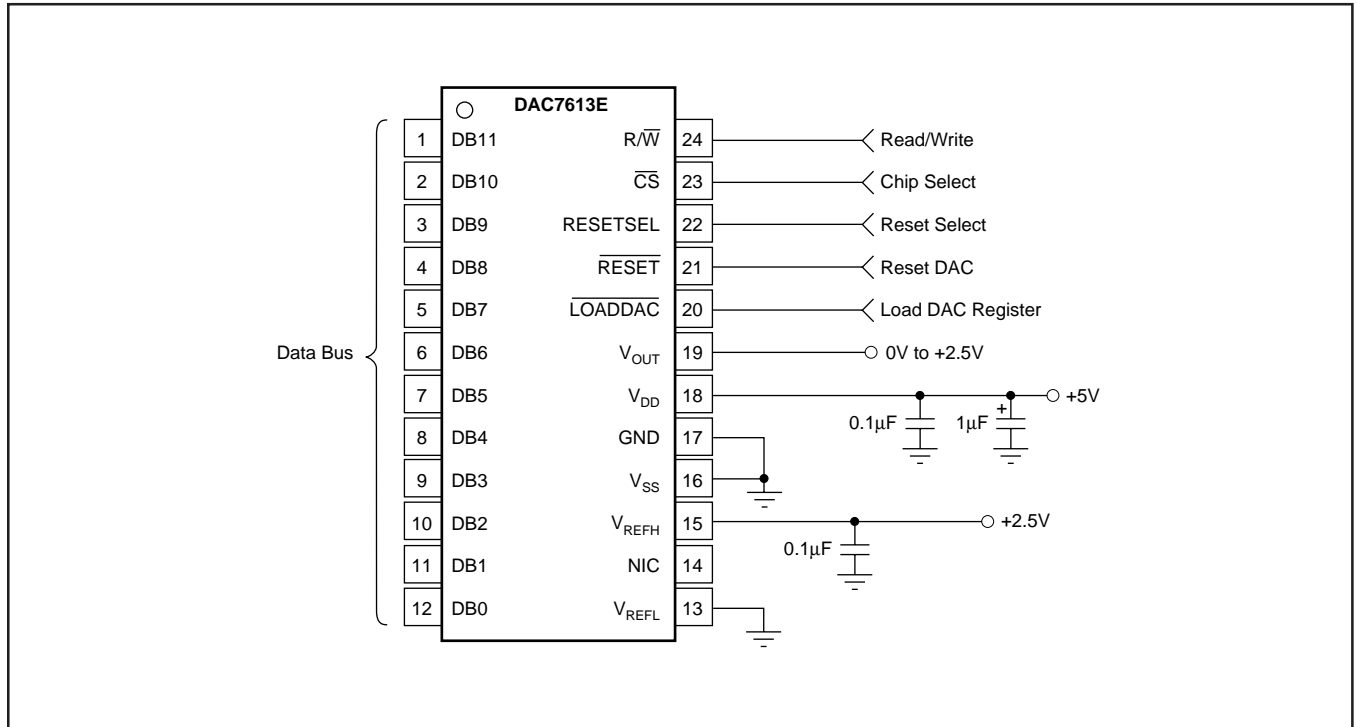 DAC7613E
1 DB11 R/W̅ 24 Read/Write
2 DB10 C̅S̅ 23 Chip Select
3 DB9 RESETSEL 22 Reset Select
4 DB8 R̅E̅S̅E̅T̅ 21 Reset DAC
5 DB7 L̅O̅A̅D̅D̅A̅C̅ 20 Load DAC Register
Data Bus 6 DB6 VOUT 19 0V to +2.5V
7 DB5 VDD 18 +5V
0.1µF 1µF +
8 DB4 GND 17
9 DB3 VSS 16
10 DB2 VREFH 15 +2.5V
0.1µF
11 DB1 NIC 14
12 DB0 VREFL 13